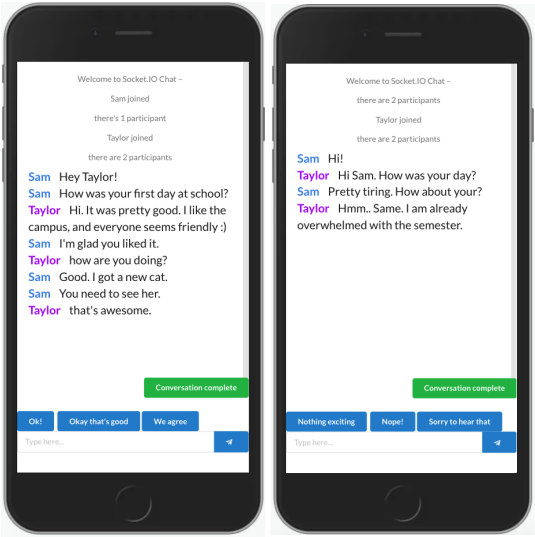 Welcome to Socket.IO Chat –
Sam joined
there's 1 participant
Taylor joined
there are 2 participants
Sam Hey Taylor!
Sam How was your first day at school?
Taylor Hi. It was pretty good. I like the
campus, and everyone seems friendly :)
Sam I'm glad you liked it.
Taylor how are you doing?
Sam Good. I got a new cat.
Sam You need to see her.
Taylor that's awesome.
Conversation complete
Ok! Okay that's good We agree
Type here...
Welcome to Socket.IO Chat –
there are 2 participants
Taylor joined
there are 2 participants
Sam Hi!
Taylor Hi Sam. How was your day?
Sam Pretty tiring. How about your?
Taylor Hmm.. Same. I am already
overwhelmed with the semester.
Conversation complete
Nothing exciting Nope! Sorry to hear that
Type here...